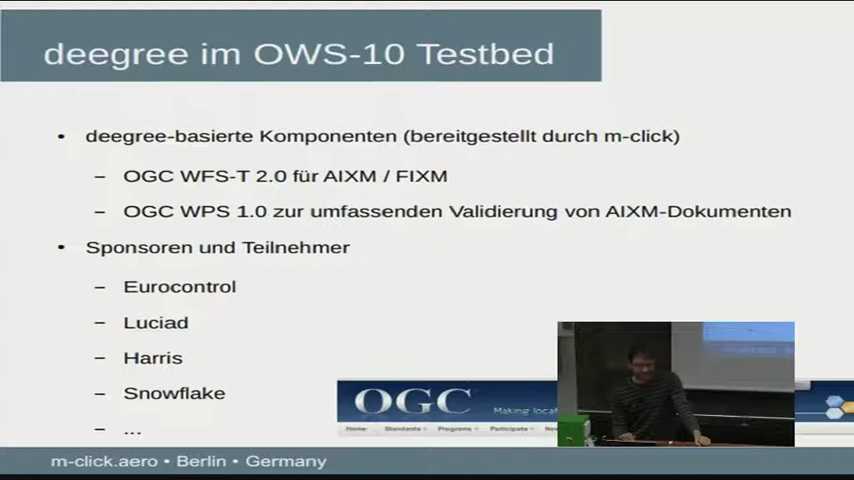 deegree im OWS-10 Testbed
• deegree-basierte Komponenten (bereitgestellt durch m-click)
– OGC WFS-T 2.0 für AIXM / FIXM
– OGC WPS 1.0 zur umfassenden Validierung von AIXM-Dokumenten
• Sponsoren und Teilnehmer
– Eurocontrol
– Luciad
– Harris
– Snowflake
– ...
OGC Making
Home Standards Programs Participate
m-click.aero • Berlin • Germany